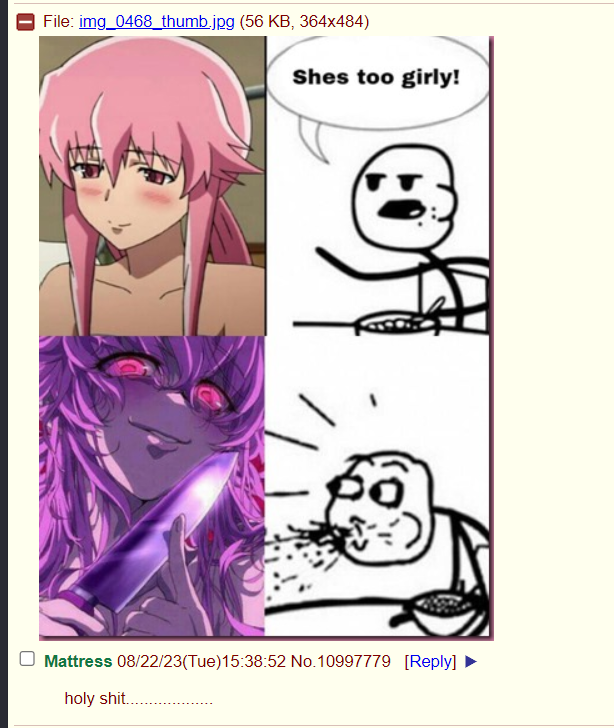 File: img_0468_thumb.jpg (56 KB, 364x484)
Shes too girly!
Mattress 08/22/23(Tue)15:38:52 No.10997779 [Reply] ▶
holy shit...................